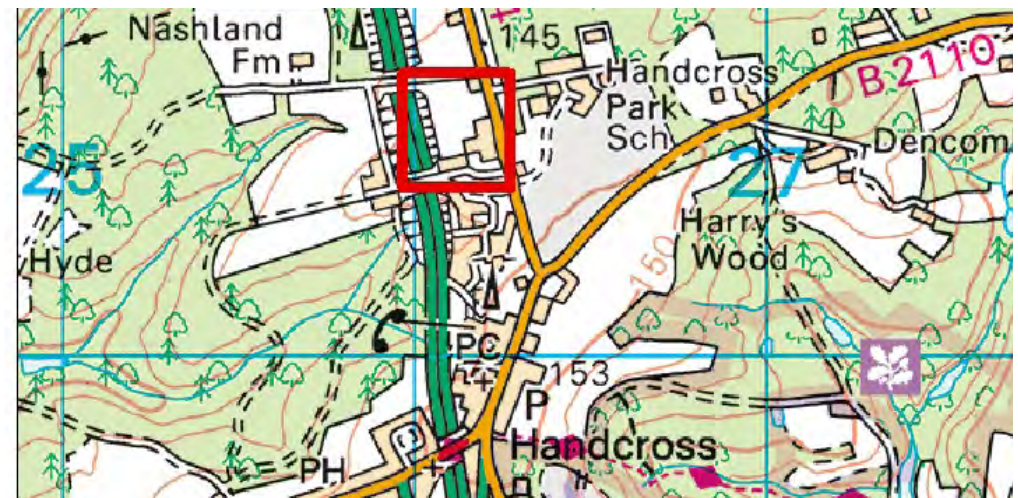 Nashland
Fm
145
B 2110
Handcross
Park
Sch
Dencom
25
27
Hyde
Harry's
Wood
150
PC
153
P
Handcross
PH